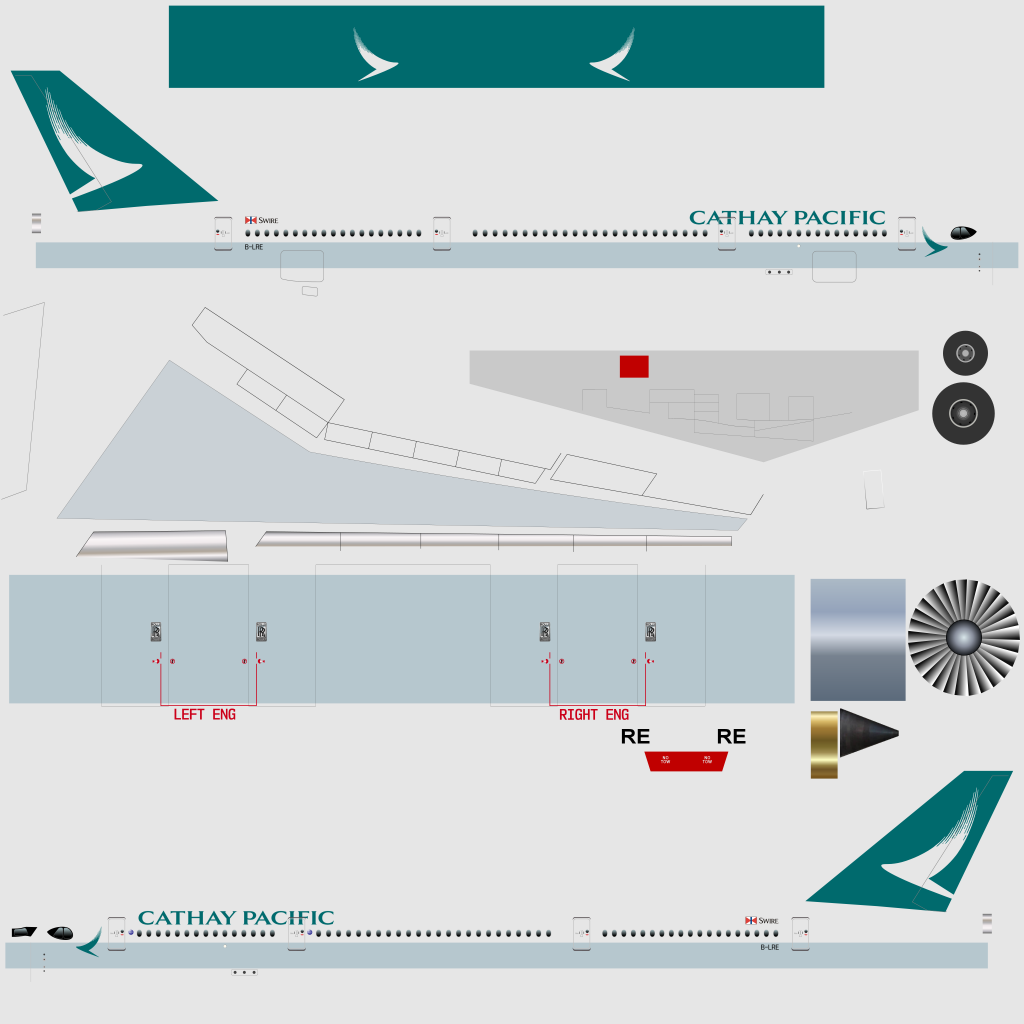 CATHAY PACIFIC
SWIRE
B-LRE
LEFT ENG
RIGHT ENG
RE
RE
NO TOW
NO TOW
CATHAY PACIFIC
SWIRE
B-LRE